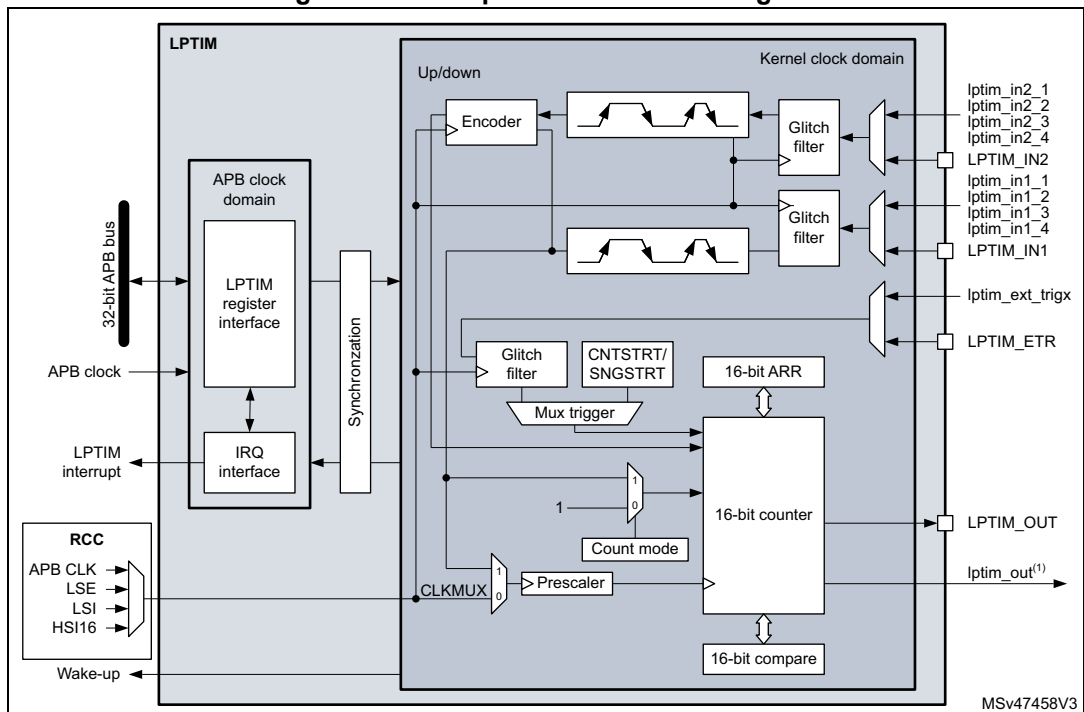 LPTIM
Up/down
Kernel clock domain
Encoder
Glitch
filter
lptim_in2_1
lptim_in2_2
lptim_in2_3
lptim_in2_4
LPTIM_IN2
APB clock
domain
Glitch
filter
lptim_in1_1
lptim_in1_2
lptim_in1_3
lptim_in1_4
LPTIM_IN1
32-bit APB bus
LPTIM
register
interface
Synchronzation
lptim_ext_trigx
LPTIM_ETR
APB clock
Glitch
filter
CNTSTRT/
SNGSTRT
16-bit ARR
Mux trigger
LPTIM
interrupt
IRQ
interface
1
0
1
16-bit counter
LPTIM_OUT
Count mode
RCC
APB CLK
LSE
LSI
HSI16
CLKMUX
1
0
Prescaler
lptim_out(1)
16-bit compare
Wake-up
MSv47458V3